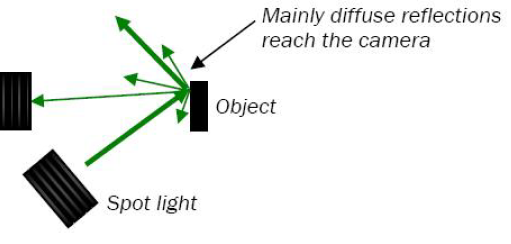 Mainly diffuse reflections
reach the camera
Object
Spot light